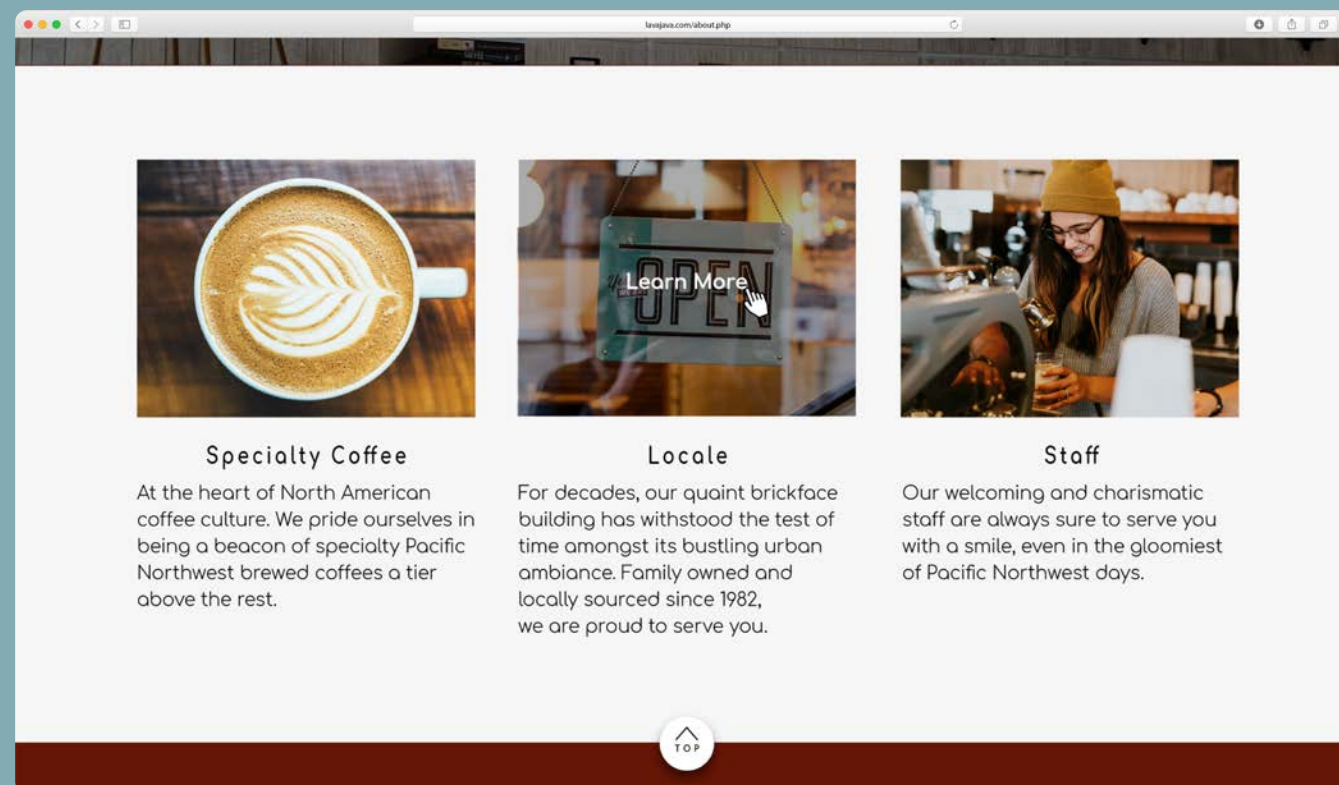 lavajava.com/about.php
Learn More
OPEN
Specialty Coffee
At the heart of North American
coffee culture. We pride ourselves in
being a beacon of specialty Pacific
Northwest brewed coffees a tier
above the rest.
Locale
For decades, our quaint brickface
building has withstood the test of
time amongst its bustling urban
ambiance. Family owned and
locally sourced since 1982,
we are proud to serve you.
Staff
Our welcoming and charismatic
staff are always sure to serve you
with a smile, even in the gloomiest
of Pacific Northwest days.
TOP